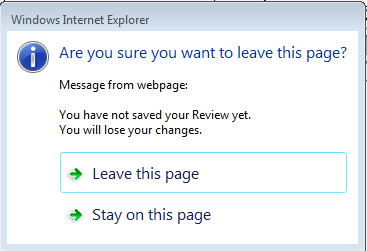 Windows Internet Explorer
Are you sure you want to leave this page?
Message from webpage:
You have not saved your Review yet.
You will lose your changes.
Leave this page
Stay on this page